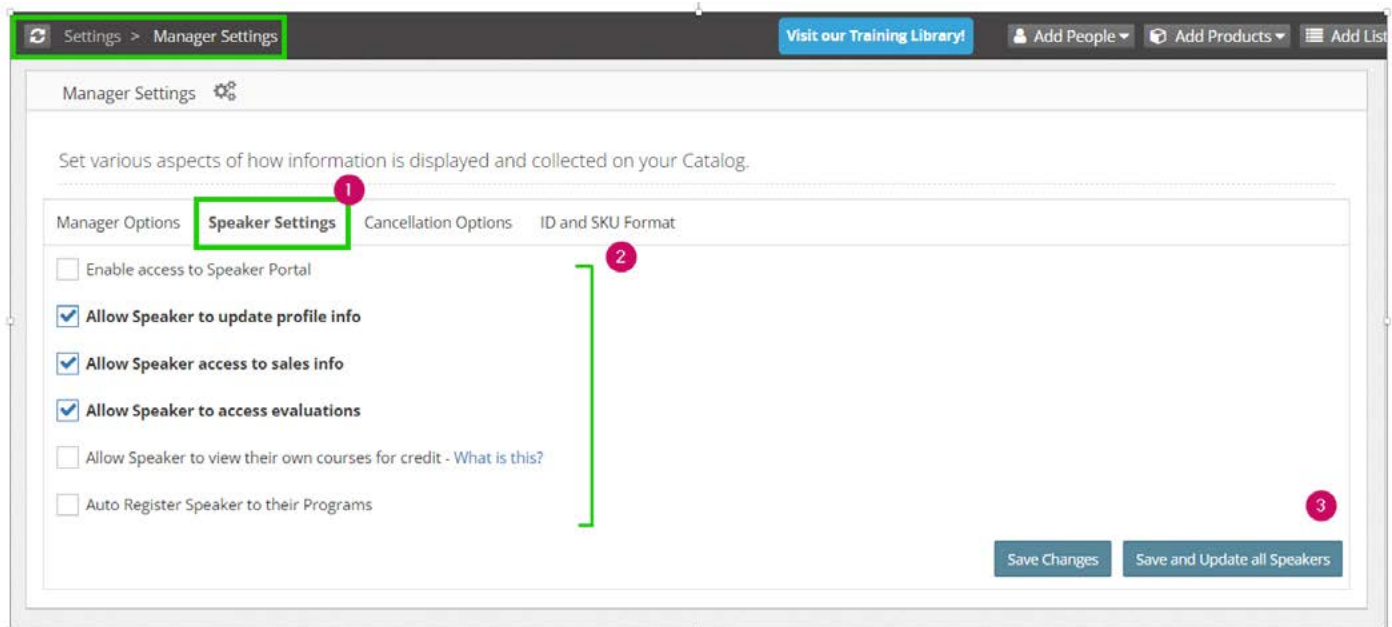 Settings > Manager Settings
Visit our Training Library!
Add People
Add Products
Add List
Manager Settings
Set various aspects of how information is displayed and collected on your Catalog.
1
Manager Options
Speaker Settings
Cancellation Options
ID and SKU Format
2
Enable access to Speaker Portal
Allow Speaker to update profile info
Allow Speaker access to sales info
Allow Speaker to access evaluations
Allow Speaker to view their own courses for credit - What is this?
Auto Register Speaker to their Programs
3
Save Changes
Save and Update all Speakers